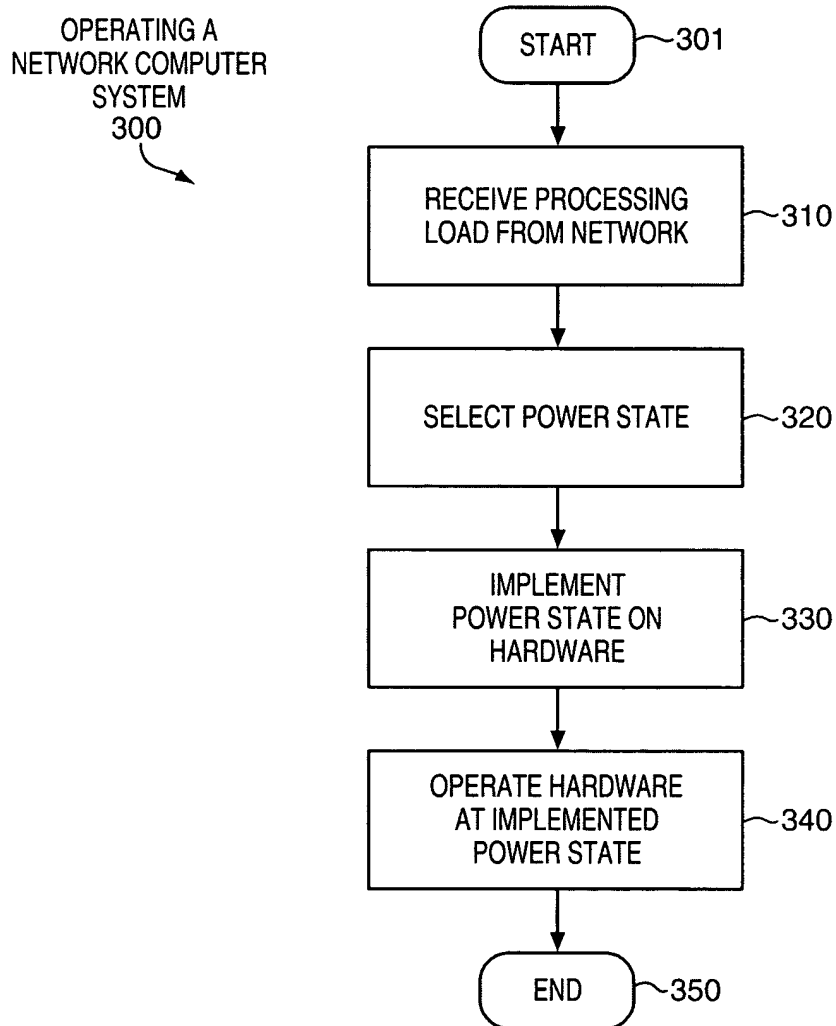 OPERATING A
NETWORK COMPUTER
SYSTEM
300
START
301
RECEIVE PROCESSING
LOAD FROM NETWORK
310
SELECT POWER STATE
320
IMPLEMENT
POWER STATE ON
HARDWARE
330
OPERATE HARDWARE
AT IMPLEMENTED
POWER STATE
340
END
350